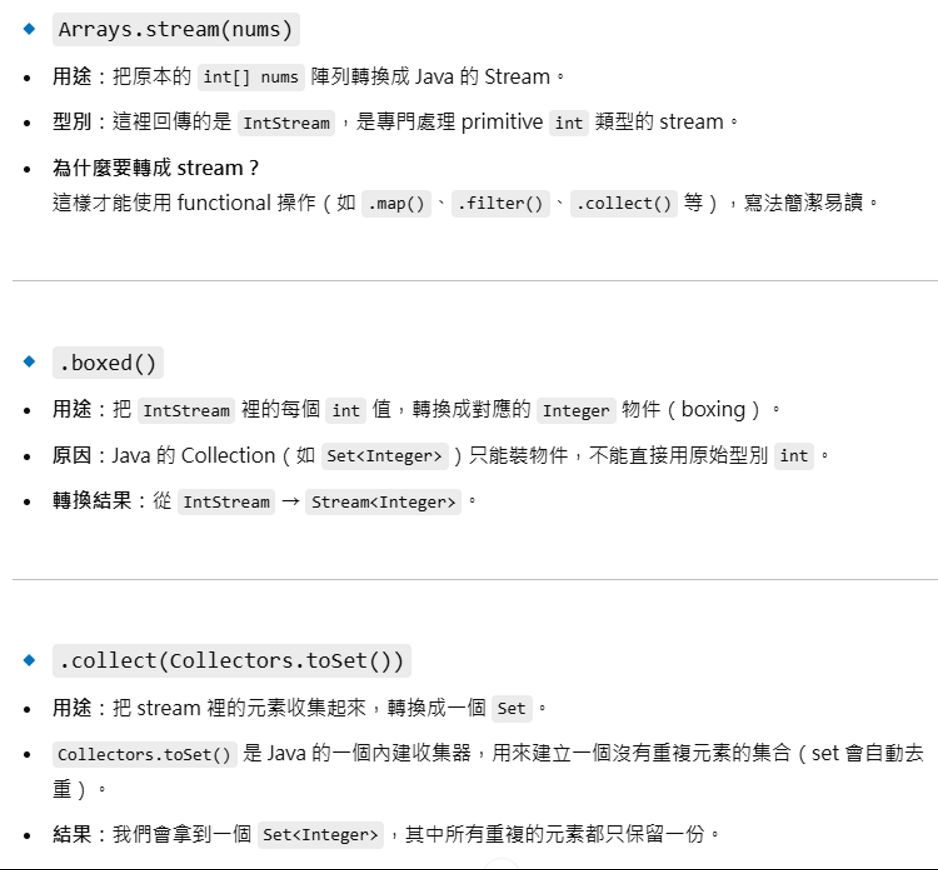 Arrays.stream(nums)
用途：把原本的 int[] nums 陣列轉換成 Java 的 Stream。
型別：這裡回傳的是 IntStream，是專門處理 primitive int 類型的 stream。
為什麼要轉成 stream？
這樣才能使用 functional 操作（如 .map()、.filter()、.collect() 等），寫法簡潔易讀。
.boxed()
用途：把 IntStream 裡的每個 int 值，轉換成對應的 Integer 物件（boxing）。
原因：Java 的 Collection（如 Set<Integer>）只能裝物件，不能直接用原始型別 int。
轉換結果：從 IntStream → Stream<Integer>。
.collect(Collectors.toSet())
用途：把 stream 裡的元素收集起來，轉換成一個 Set。
Collectors.toSet() 是 Java 的一個內建收集器，用來建立一個沒有重複元素的集合（set 會自動去
重）。
結果：我們會拿到一個 Set<Integer>，其中所有重複的元素都只保留一份。